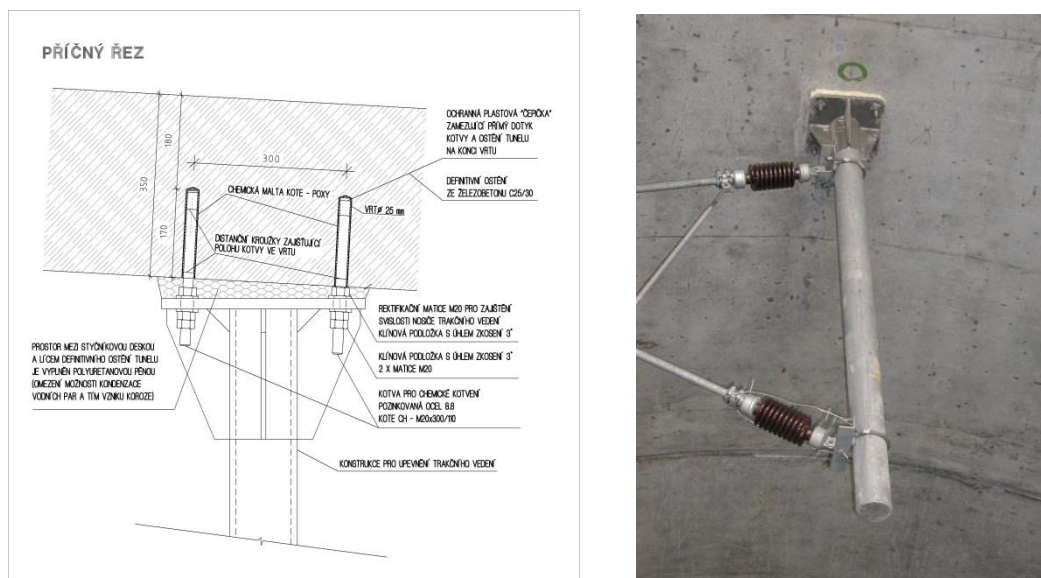 PŘÍČNÝ ŘEZ
OCHRANNÁ PLASTOVÁ "ČEPIČKA"
ZAMEZUJÍCÍ PŘÍMÝ DOTYK
KOTVY A OSTĚNÍ TUNELU
NA KONCI VRTU
180
350
300
DEFINITIVNÍ OSTĚNÍ
ZE ŽELEZOBETONU C25/30
CHEMICKÁ MALTA KOTE - POXY
VRT ø 25 mm
170
DISTANČNÍ KROUŽKY ZAJIŠŤUJÍCÍ
POLOHU KOTVY VE VRTU
REKTIFIKAČNÍ MATICE M20 PRO ZAJIŠTĚNÍ
SVISLOSTI NOSIČE TRAKČNÍHO VEDENÍ
KLÍNOVÁ PODLOŽKA S ÚHLEM ZKOSENÍ 3°
PROSTOR MEZI STYČNÍKOVOU DESKOU
A LÍCEM DEFINITIVNÍHO OSTĚNÍ TUNELU
JE VYPLNĚN POLYURETANOVOU PĚNOU
(OMEZENÍ MOŽNOSTI KONDENZACE
VODNÍCH PAR A TÍM VZNIKU KOROZE)
KLÍNOVÁ PODLOŽKA S ÚHLEM ZKOSENÍ 3°
2 X MATICE M20
KOTVA PRO CHEMICKÉ KOTVENÍ
POZINKOVANÁ OCEL 8.8
KOTE CH - M20x300/110
KONSTRUKCE PRO UPEVNĚNÍ TRAKČNÍHO VEDENÍ